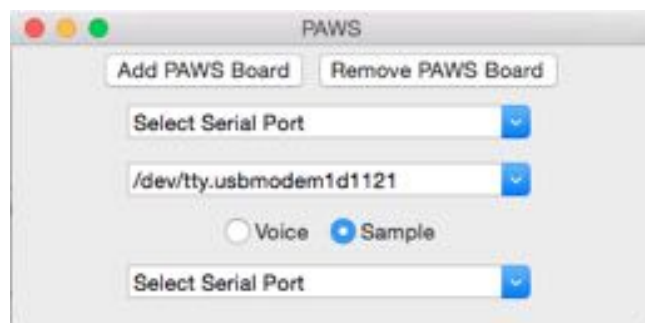 PAWS
Add PAWS Board Remove PAWS Board
Select Serial Port
/dev/tty.usbmodem1d1121
Voice Sample
Select Serial Port